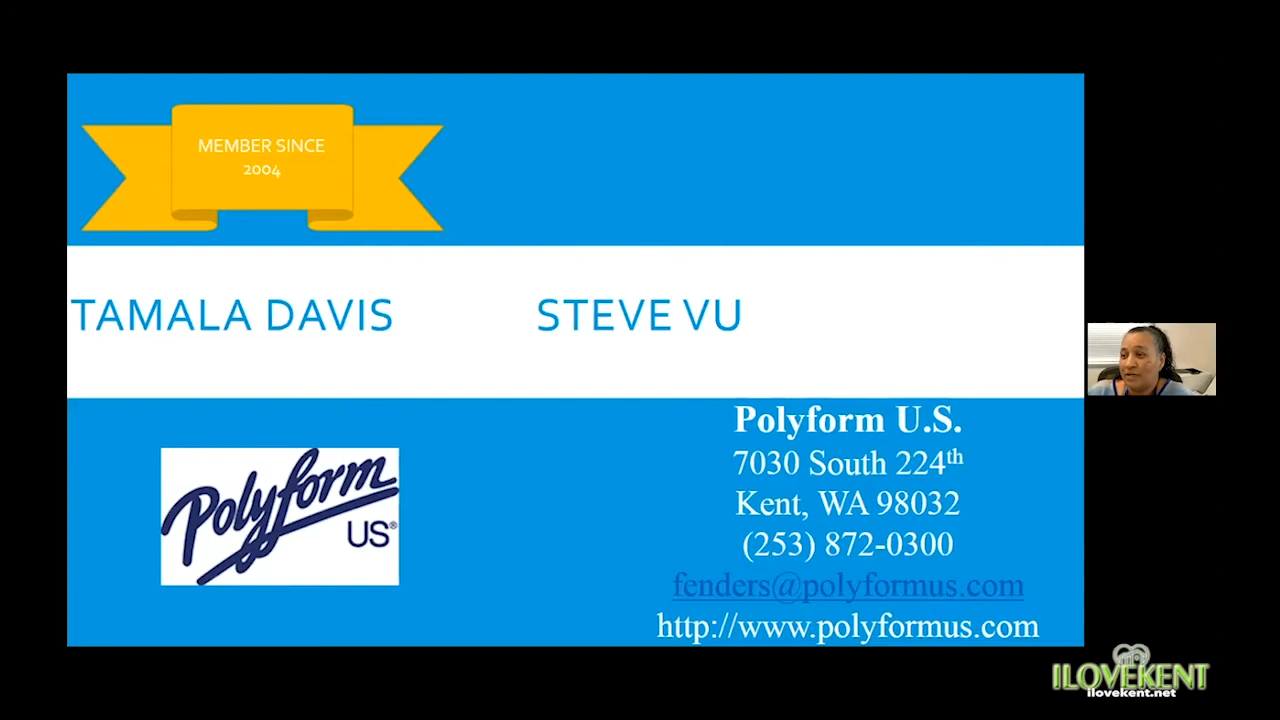 MEMBER SINCE
2004
TAMALA DAVIS
STEVE VU
Polyform
US®
Polyform U.S.
7030 South 224th
Kent, WA 98032
(253) 872-0300
fenders@polyformus.com
http://www.polyformus.com
ILOVEKENT
ilovekent.net